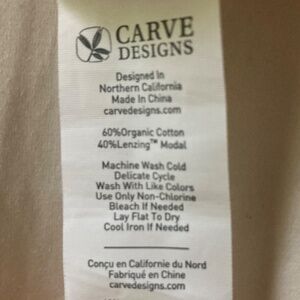 CARVE
DESIGNS
Designed In
Northern California
Made In China
carvedesigns.com
60%Organic Cotton
40%Lenzing™ Modal
Machine Wash Cold
Delicate Cycle
Wash With Like Colors
Use Only Non-Chlorine
Bleach If Needed
Lay Flat To Dry
Cool Iron If Needed
Conçu en Californie du Nord
Fabriqué en Chine
carvedesigns.com